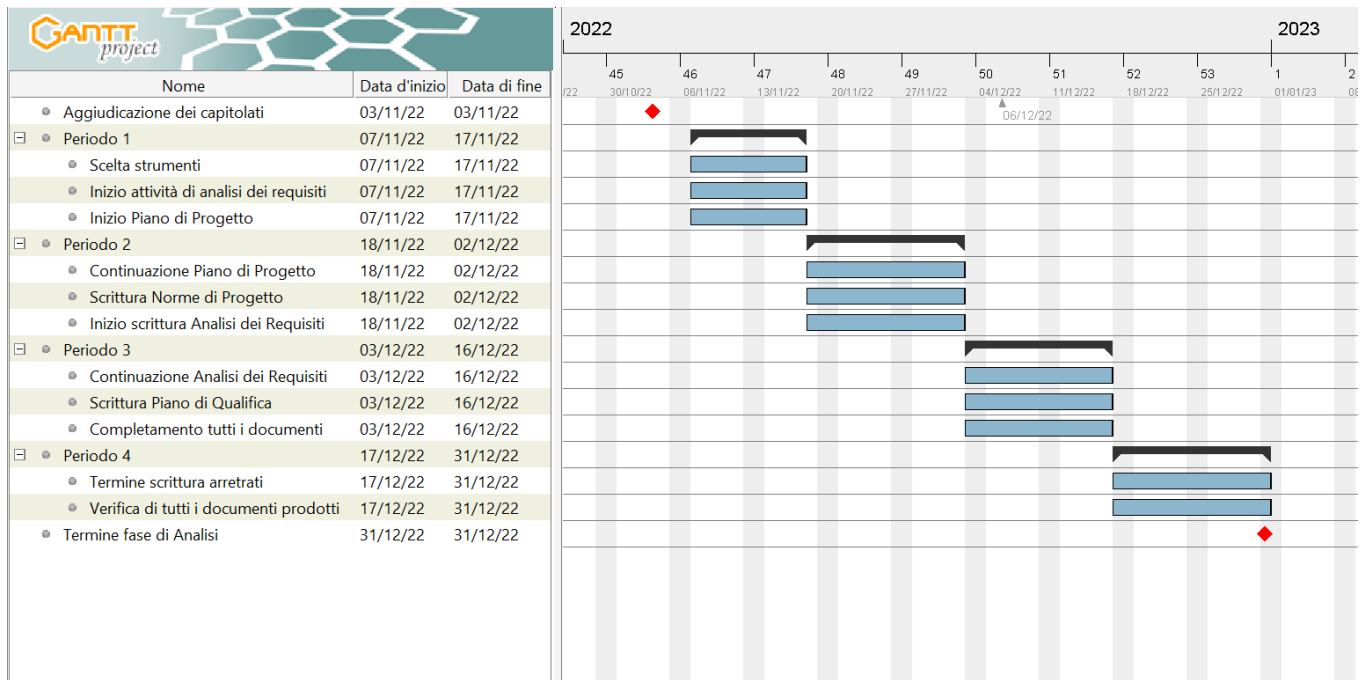 GANTT
project
2022 2023
45 46 47 48 49 50 51 52 53 1 2
/22 30/10/22 06/11/22 13/11/22 20/11/22 27/11/22 04/12/22 11/12/22 18/12/22 25/12/22 01/01/23 08
06/12/22
Nome Data d'inizio Data di fine
Aggiudicazione dei capitolati 03/11/22 03/11/22
Periodo 1 07/11/22 17/11/22
Scelta strumenti 07/11/22 17/11/22
Inizio attività di analisi dei requisiti 07/11/22 17/11/22
Inizio Piano di Progetto 07/11/22 17/11/22
Periodo 2 18/11/22 02/12/22
Continuazione Piano di Progetto 18/11/22 02/12/22
Scrittura Norme di Progetto 18/11/22 02/12/22
Inizio scrittura Analisi dei Requisiti 18/11/22 02/12/22
Periodo 3 03/12/22 16/12/22
Continuazione Analisi dei Requisiti 03/12/22 16/12/22
Scrittura Piano di Qualifica 03/12/22 16/12/22
Completamento tutti i documenti 03/12/22 16/12/22
Periodo 4 17/12/22 31/12/22
Termine scrittura arretrati 17/12/22 31/12/22
Verifica di tutti i documenti prodotti 17/12/22 31/12/22
Termine fase di Analisi 31/12/22 31/12/22